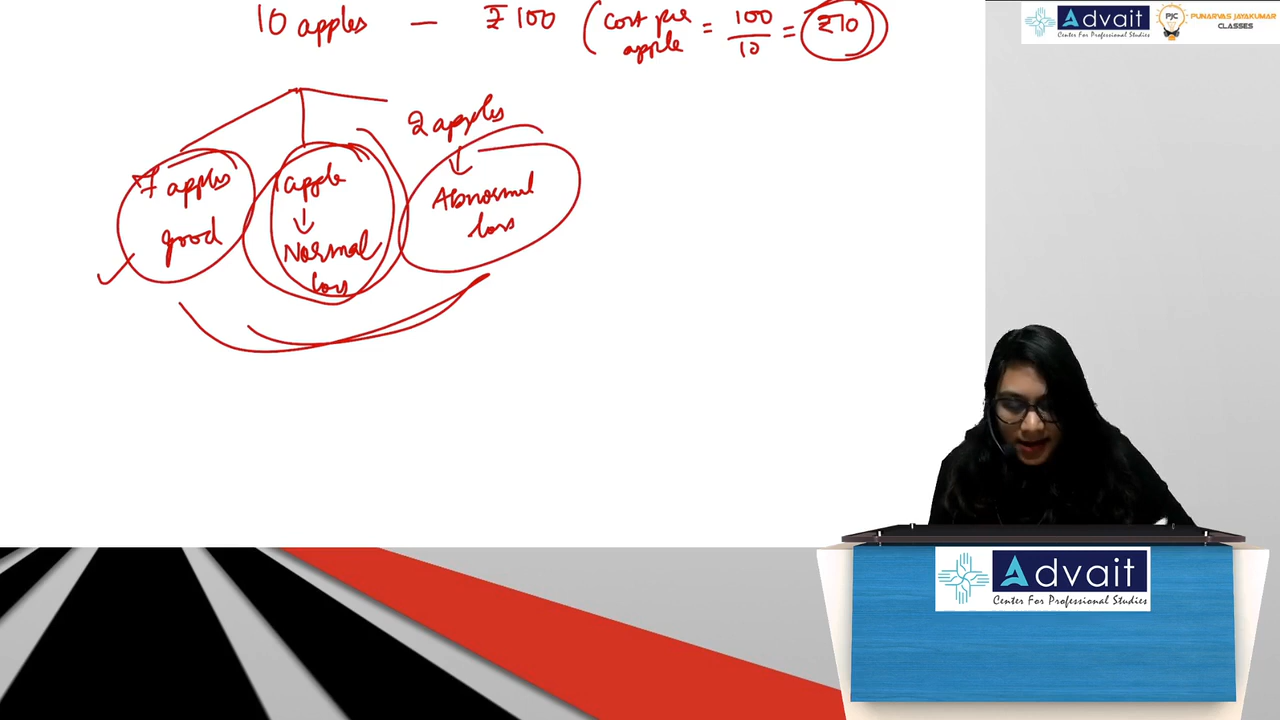 10 apples — ₹100 (Cost per apple = 100/10 = ₹10)
2 apples
7 apples good
1 apple
Normal loss
Abnormal loss
Advait
Center For Professional Studies
PJC
PUNARVAS JAYAKUMAR
CLASSES
Advait
Center For Professional Studies